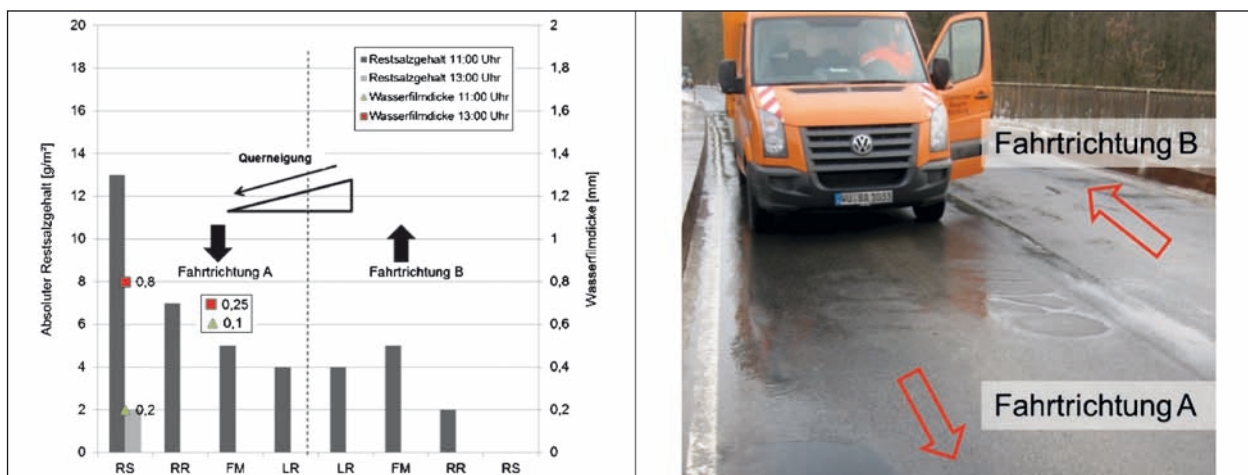 20
18
16
14
12
10
8
6
4
2
0
Absoluter Restsalzgehalt [g/m²]
2
1,8
1,6
1,4
1,2
1
0,8
0,6
0,4
0,2
0
Wasserfilmdicke [mm]
Restsalzgehalt 11:00 Uhr
Restsalzgehalt 13:00 Uhr
Wasserfilmdicke 11:00 Uhr
Wasserfilmdicke 13:00 Uhr
Querneigung
Fahrtrichtung A
Fahrtrichtung B
0,8
0,25
0,1
0,2
RS RR FM LR LR FM RR RS
Fahrtrichtung B
Fahrtrichtung A